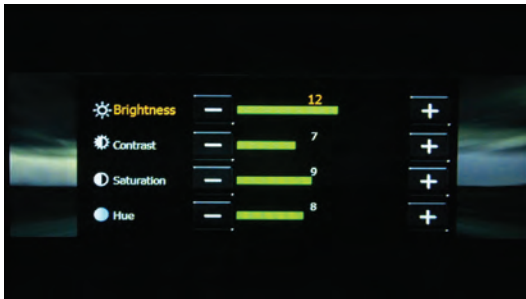 12
Brightness - +
7
Contrast - +
9
Saturation - +
8
Hue - +